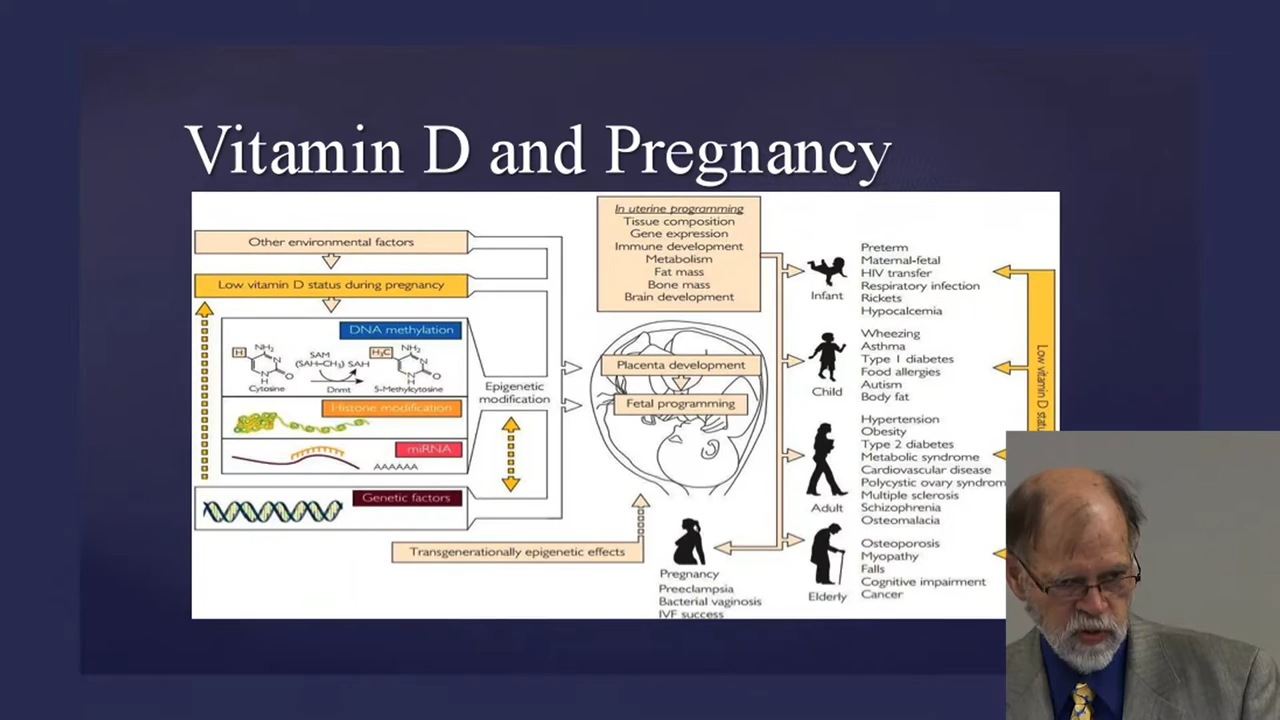 Vitamin D and Pregnancy
Other environmental factors
Low vitamin D status during pregnancy
DNA methylation
H
NH₂
N
N
H
O
Cytosine
SAM
(SAH–CH₃) SAH
Dnmt
H₃C
NH₂
N
N
H
O
5-Methylcytosine
Histone modification
miRNA
AAAAAA
Genetic factors
Epigenetic
modification
Transgenerationally epigenetic effects
In uterine programming
Tissue composition
Gene expression
Immune development
Metabolism
Fat mass
Bone mass
Brain development
Placenta development
Fetal programming
Pregnancy
Preeclampsia
Bacterial vaginosis
IVF success
Infant
Preterm
Maternal-fetal
HIV transfer
Respiratory infection
Rickets
Hypocalcemia
Child
Wheezing
Asthma
Type 1 diabetes
Food allergies
Autism
Body fat
Adult
Hypertension
Obesity
Type 2 diabetes
Metabolic syndrome
Cardiovascular disease
Polycystic ovary syndrom
Multiple sclerosis
Schizophrenia
Osteomalacia
Elderly
Osteoporosis
Myopathy
Falls
Cognitive impairment
Cancer
Low vitamin D statu